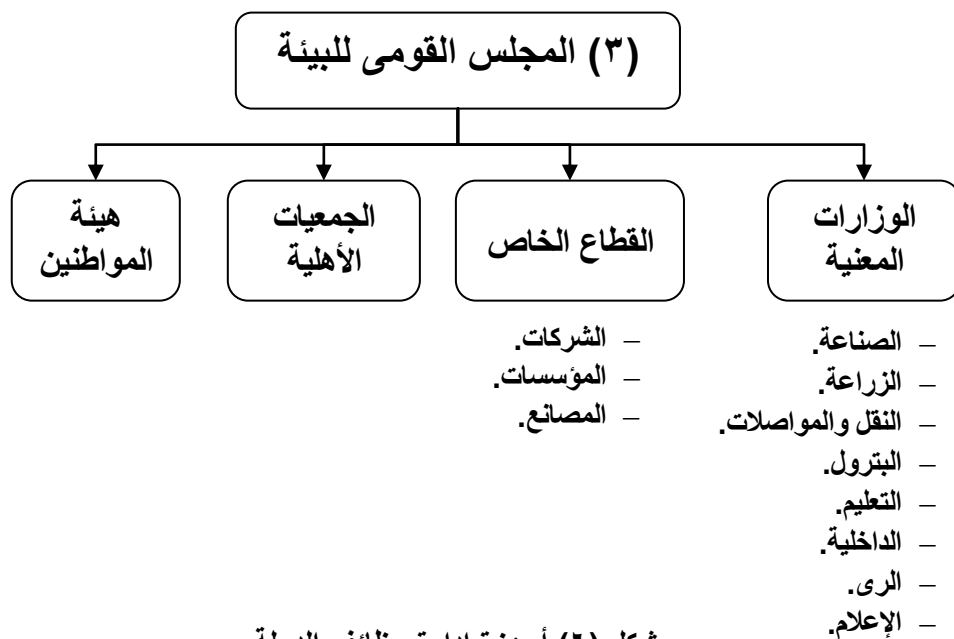 (٣) المجلس القومى للبيئة
الوزارات
المعنية
القطاع الخاص
الجمعيات
الأهلية
هيئة
المواطنين
– الصناعة.
– الزراعة.
– النقل والمواصلات.
– البترول.
– التعليم.
– الداخلية.
– الرى.
– الإعلام.
– الشركات.
– المؤسسات.
– المصانع.